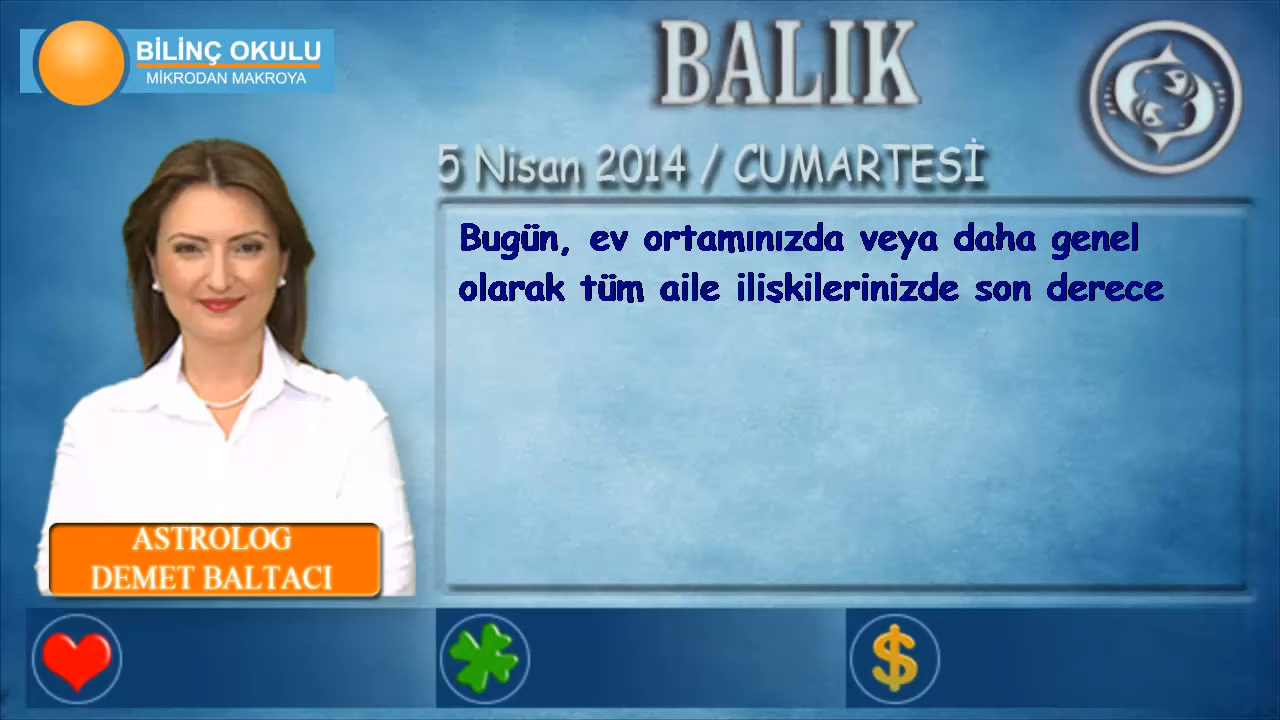 BİLİNÇ OKULU
MİKRODAN MAKROYA
BALIK
5 Nisan 2014 / CUMARTESİ
Bugün, ev ortamınızda veya daha genel
olarak tüm aile ilişkilerinizde son derece
ASTROLOG
DEMET BALTACI
$